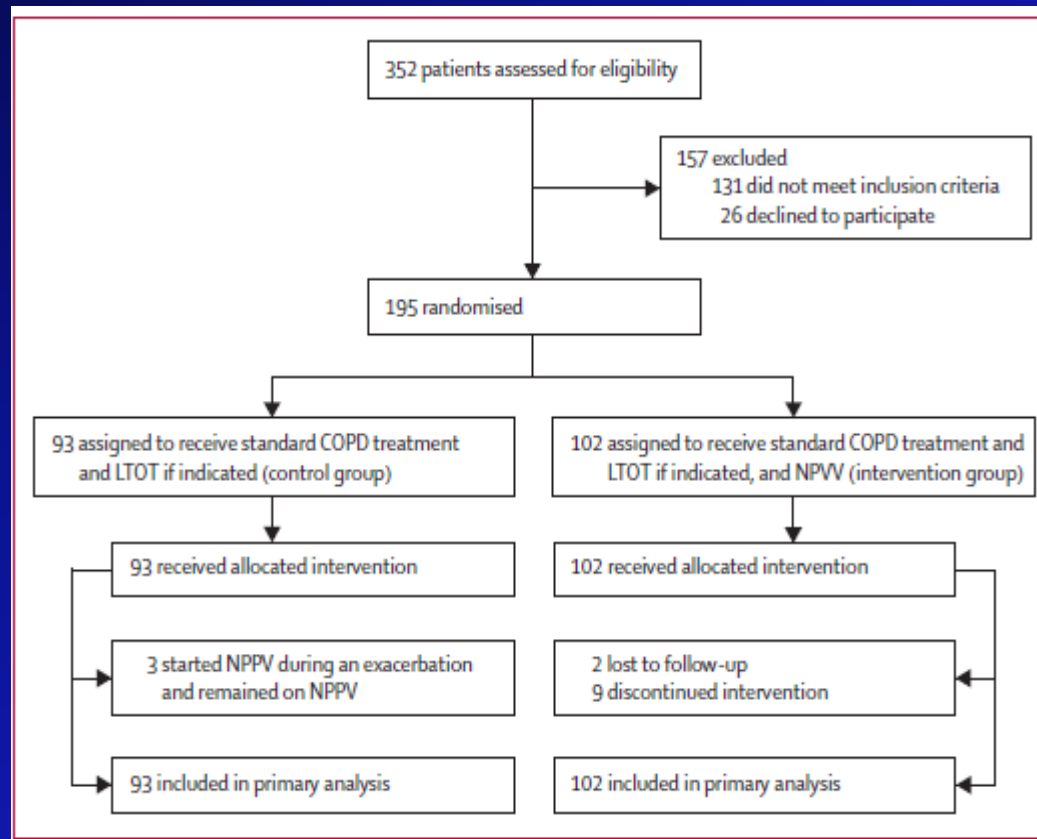 352 patients assessed for eligibility
157 excluded
131 did not meet inclusion criteria
26 declined to participate
195 randomised
93 assigned to receive standard COPD treatment
and LTOT if indicated (control group)
102 assigned to receive standard COPD treatment and
LTOT if indicated, and NPVV (intervention group)
93 received allocated intervention
102 received allocated intervention
3 started NPPV during an exacerbation
and remained on NPPV
2 lost to follow-up
9 discontinued intervention
93 included in primary analysis
102 included in primary analysis